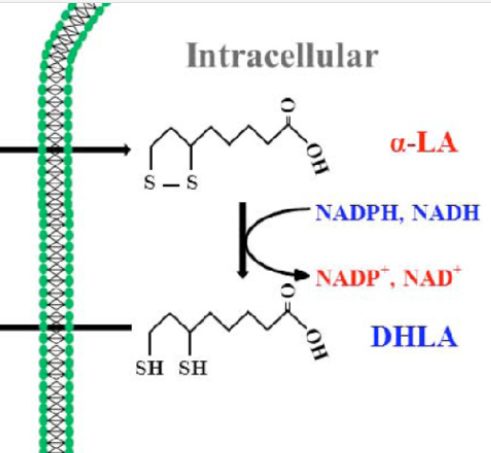 Intracellular
O
OH
α-LA
S – S
NADPH, NADH
NADP⁺, NAD⁺
O
OH
DHLA
SH SH